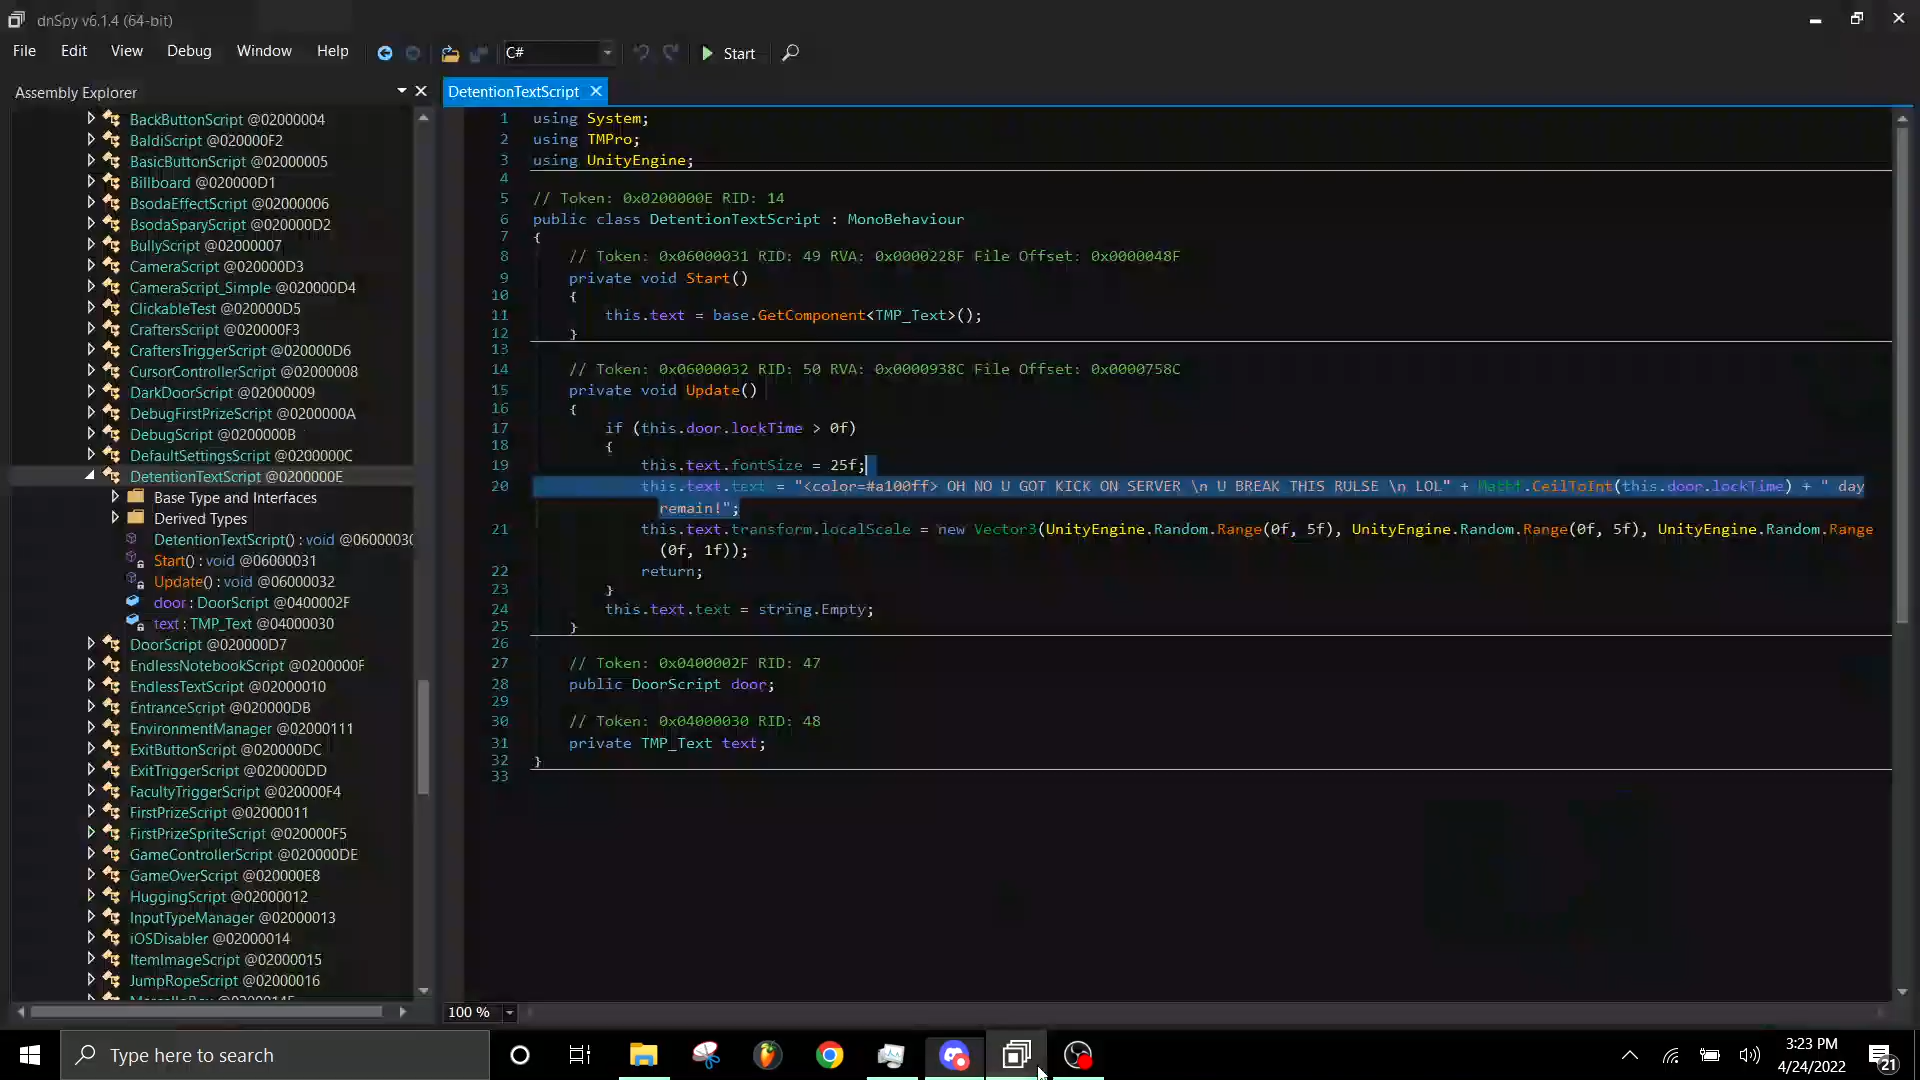 dnSpy v6.1.4 (64-bit)
File Edit View Debug Window Help C# Start
Assembly Explorer
DetentionTextScript
BackButtonScript @02000004
BaldiScript @020000F2
BasicButtonScript @02000005
Billboard @020000D1
BsodaEffectScript @02000006
BsodaSparyScript @020000D2
BullyScript @02000007
CameraScript @020000D3
CameraScript_Simple @020000D4
ClickableTest @020000D5
CraftersScript @020000F3
CraftersTriggerScript @020000D6
CursorControllerScript @02000008
DarkDoorScript @02000009
DebugFirstPrizeScript @0200000A
DebugScript @0200000B
DefaultSettingsScript @0200000C
DetentionTextScript @0200000E
Base Type and Interfaces
Derived Types
DetentionTextScript() : void @06000030
Start() : void @06000031
Update() : void @06000032
door : DoorScript @0400002F
text : TMP_Text @04000030
DoorScript @020000D7
EndlessNotebookScript @0200000F
EndlessTextScript @02000010
EntranceScript @020000DB
EnvironmentManager @02000111
ExitButtonScript @020000DC
ExitTriggerScript @020000DD
FacultyTriggerScript @020000F4
FirstPrizeScript @02000011
FirstPrizeSpriteScript @020000F5
GameControllerScript @020000DE
GameOverScript @020000E8
HuggingScript @02000012
InputTypeManager @02000013
iOSDisabler @02000014
ItemImageScript @02000015
JumpRopeScript @02000016
1 using System;
2 using TMPro;
3 using UnityEngine;
4
5 // Token: 0x0200000E RID: 14
6 public class DetentionTextScript : MonoBehaviour
7 {
8 // Token: 0x06000031 RID: 49 RVA: 0x0000228F File Offset: 0x0000048F
9 private void Start()
10 {
11 this.text = base.GetComponent<TMP_Text>();
12 }
13
14 // Token: 0x06000032 RID: 50 RVA: 0x0000938C File Offset: 0x0000758C
15 private void Update()
16 {
17 if (this.door.lockTime > 0f)
18 {
19 this.text.fontSize = 25f;
20 this.text.text = "<color=#a100ff> OH NO U GOT KICK ON SERVER \n U BREAK THIS RULSE \n LOL" + Mathf.CeilToInt(this.door.lockTime) + " day
remain!";
21 this.text.transform.localScale = new Vector3(UnityEngine.Random.Range(0f, 5f), UnityEngine.Random.Range(0f, 5f), UnityEngine.Random.Range
(0f, 1f));
22 return;
23 }
24 this.text.text = string.Empty;
25 }
26
27 // Token: 0x0400002F RID: 47
28 public DoorScript door;
29
30 // Token: 0x04000030 RID: 48
31 private TMP_Text text;
32 }
33
100 %
Type here to search
3:23 PM
4/24/2022
21